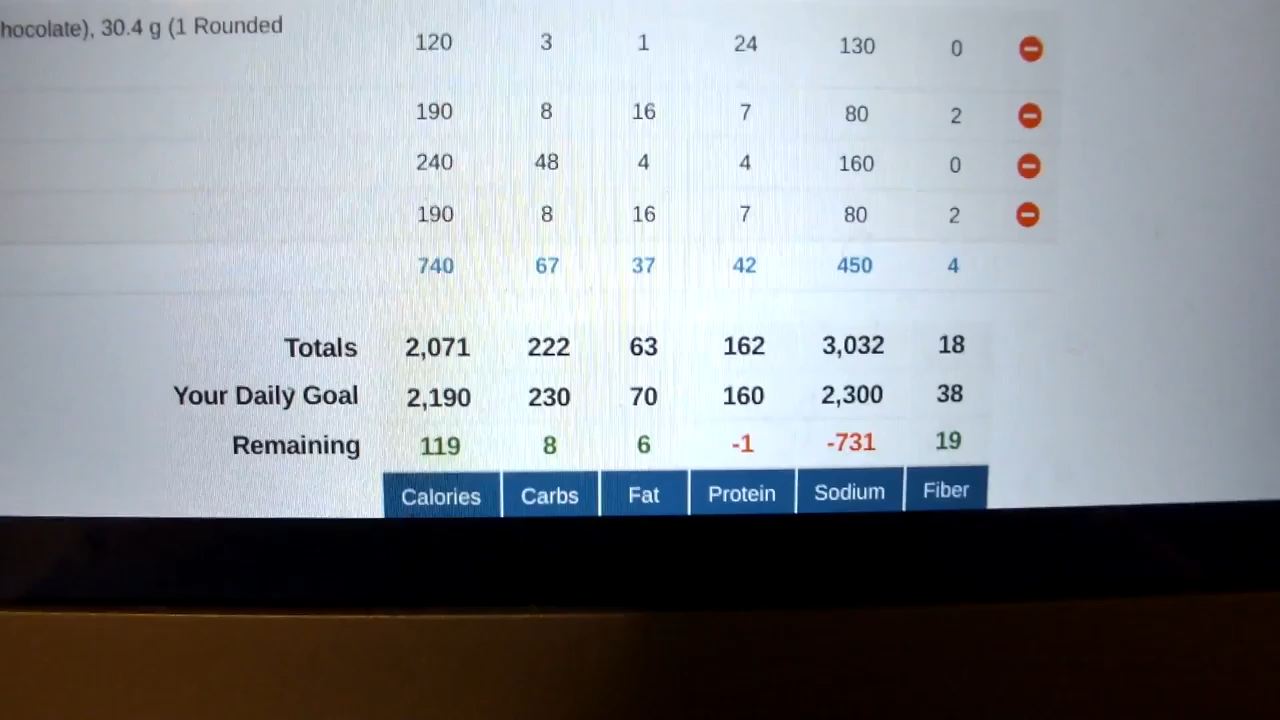 hocolate), 30.4 g (1 Rounded
120 3 1 24 130 0
190 8 16 7 80 2
240 48 4 4 160 0
190 8 16 7 80 2
740 67 37 42 450 4
Totals 2,071 222 63 162 3,032 18
Your Daily Goal 2,190 230 70 160 2,300 38
Remaining 119 8 6 -1 -731 19
Calories Carbs Fat Protein Sodium Fiber